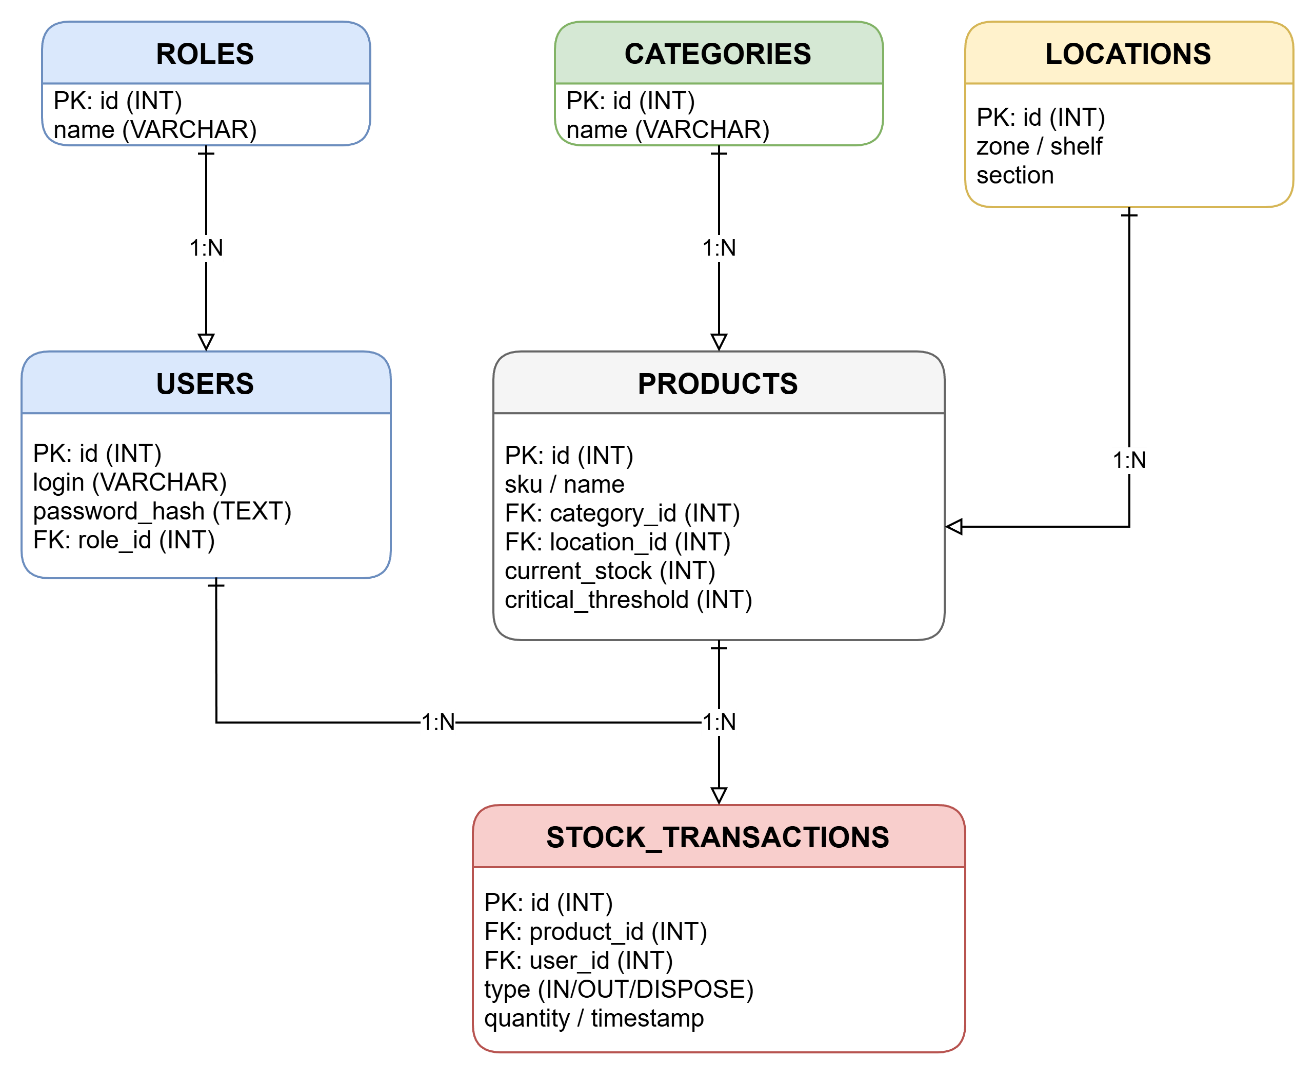 ROLES
PK: id (INT)
name (VARCHAR)
CATEGORIES
PK: id (INT)
name (VARCHAR)
LOCATIONS
PK: id (INT)
zone / shelf
section
1:N
1:N
1:N
USERS
PK: id (INT)
login (VARCHAR)
password_hash (TEXT)
FK: role_id (INT)
PRODUCTS
PK: id (INT)
sku / name
FK: category_id (INT)
FK: location_id (INT)
current_stock (INT)
critical_threshold (INT)
1:N
1:N
STOCK_TRANSACTIONS
PK: id (INT)
FK: product_id (INT)
FK: user_id (INT)
type (IN/OUT/DISPOSE)
quantity / timestamp